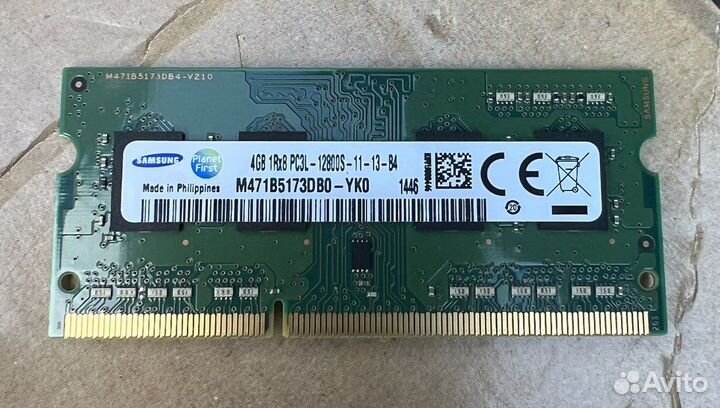 M471B5173DB4-V210
SAMSUNG
SAMSUNG
Planet First
4GB 1Rx8 PC3L-12800S-11-13-B4
Made in Philippines
M471B5173DB0-YK0
1446
CE
Avito